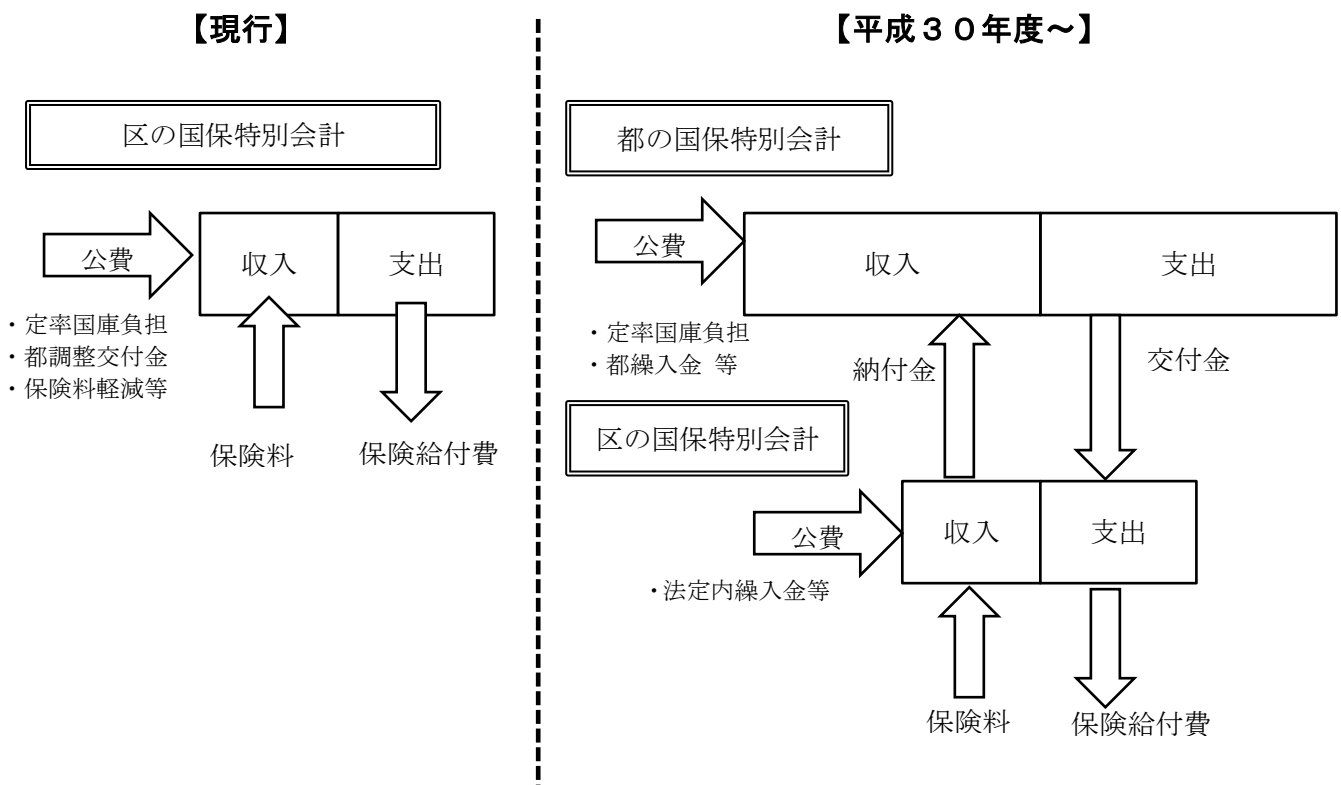 【現行】
区の国保特別会計
公費
収入
支出
・定率国庫負担
・都調整交付金
・保険料軽減等
保険料
保険給付費
【平成３０年度～】
都の国保特別会計
公費
収入
支出
・定率国庫負担
・都繰入金 等
納付金
交付金
区の国保特別会計
公費
収入
支出
・法定内繰入金等
保険料
保険給付費